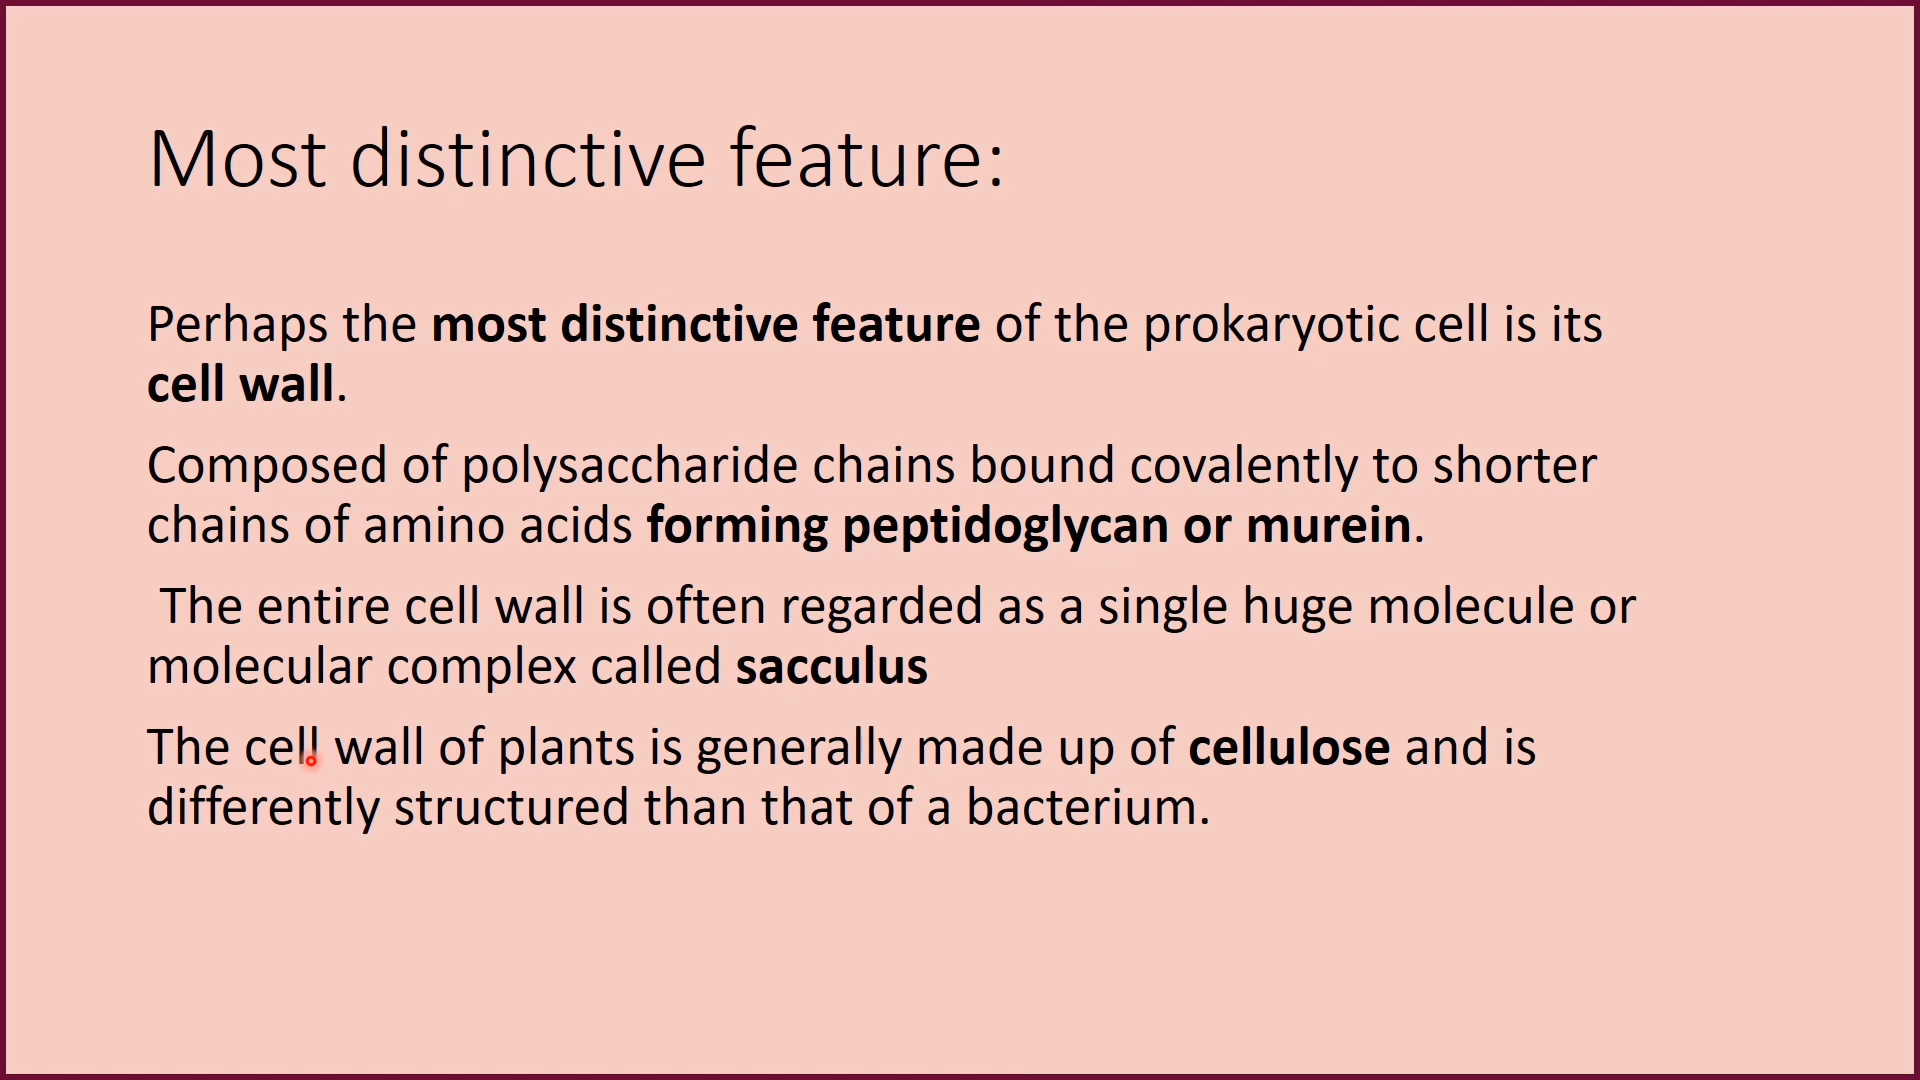 Most distinctive feature:
Perhaps the most distinctive feature of the prokaryotic cell is its
cell wall.
Composed of polysaccharide chains bound covalently to shorter
chains of amino acids forming peptidoglycan or murein.
The entire cell wall is often regarded as a single huge molecule or
molecular complex called sacculus
The cell wall of plants is generally made up of cellulose and is
differently structured than that of a bacterium.